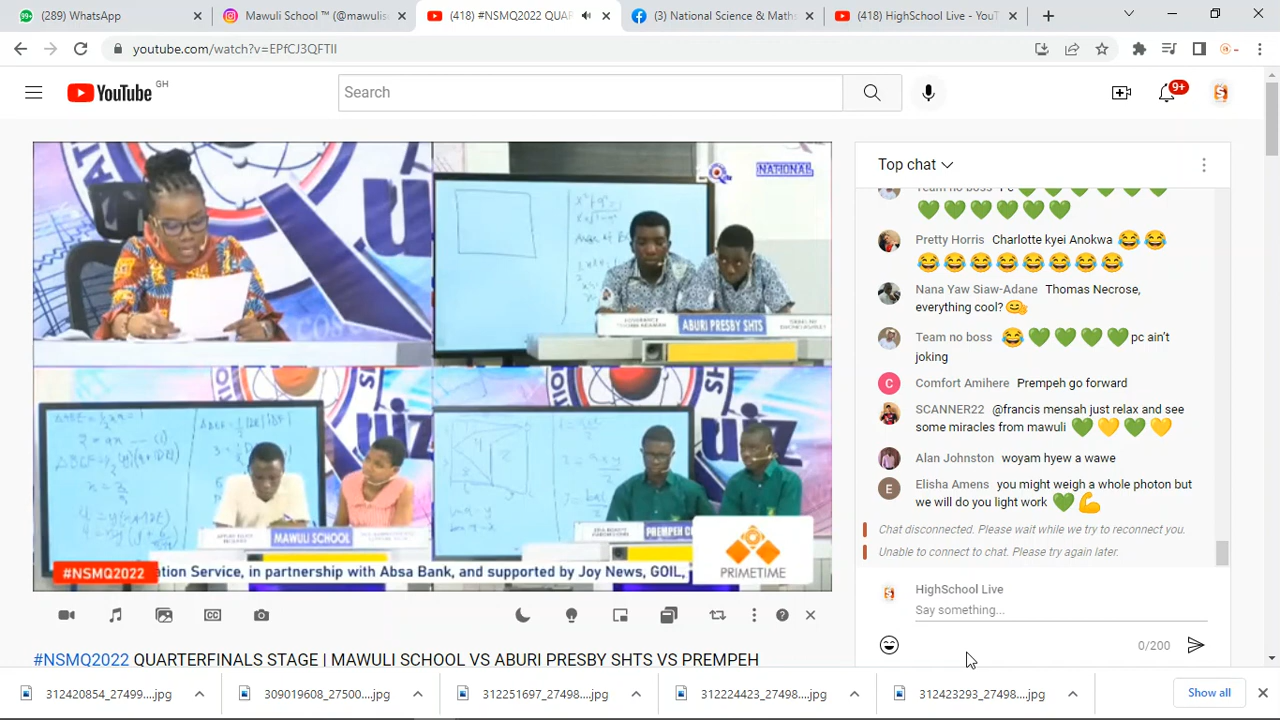 (289) WhatsApp
Mawuli School ™ (@mawulis
(418) #NSMQ2022 QUAR
(3) National Science & Math
(418) HighSchool Live - YouT
youtube.com/watch?v=EPfCJ3QFTlI
YouTube GH
Search
9+
Top chat
Team no boss
Pretty Horris Charlotte kyei Anokwa 😂😂
😂😂😂😂😂😂😂😂
Nana Yaw Siaw-Adane Thomas Necrose,
everything cool?
Team no boss 😂💚💚💚💚pc ain't
joking
C Comfort Amihere Prempeh go forward
SCANNER22 @francis mensah just relax and see
some miracles from mawuli 💚💛💚💛
Alan Johnston woyam hyew a wawe
E Elisha Amens you might weigh a whole photon but
we will do you light work 💚💪
Chat disconnected. Please wait while we try to reconnect you.
Unable to connect to chat. Please try again later.
HighSchool Live
Say something...
0/200
NATIONAL
ABURI PRESBY SHTS
MAWULI SCHOOL
PREMPEH CO
PRIMETIME
#NSMQ2022
ation Service, in partnership with Absa Bank, and supported by Joy News, GOIL,
CC
#NSMQ2022 QUARTERFINALS STAGE | MAWULI SCHOOL VS ABURI PRESBY SHTS VS PREMPEH
312420854_27499....jpg
309019608_27500....jpg
312251697_27498....jpg
312224423_27498....jpg
312423293_27498....jpg
Show all